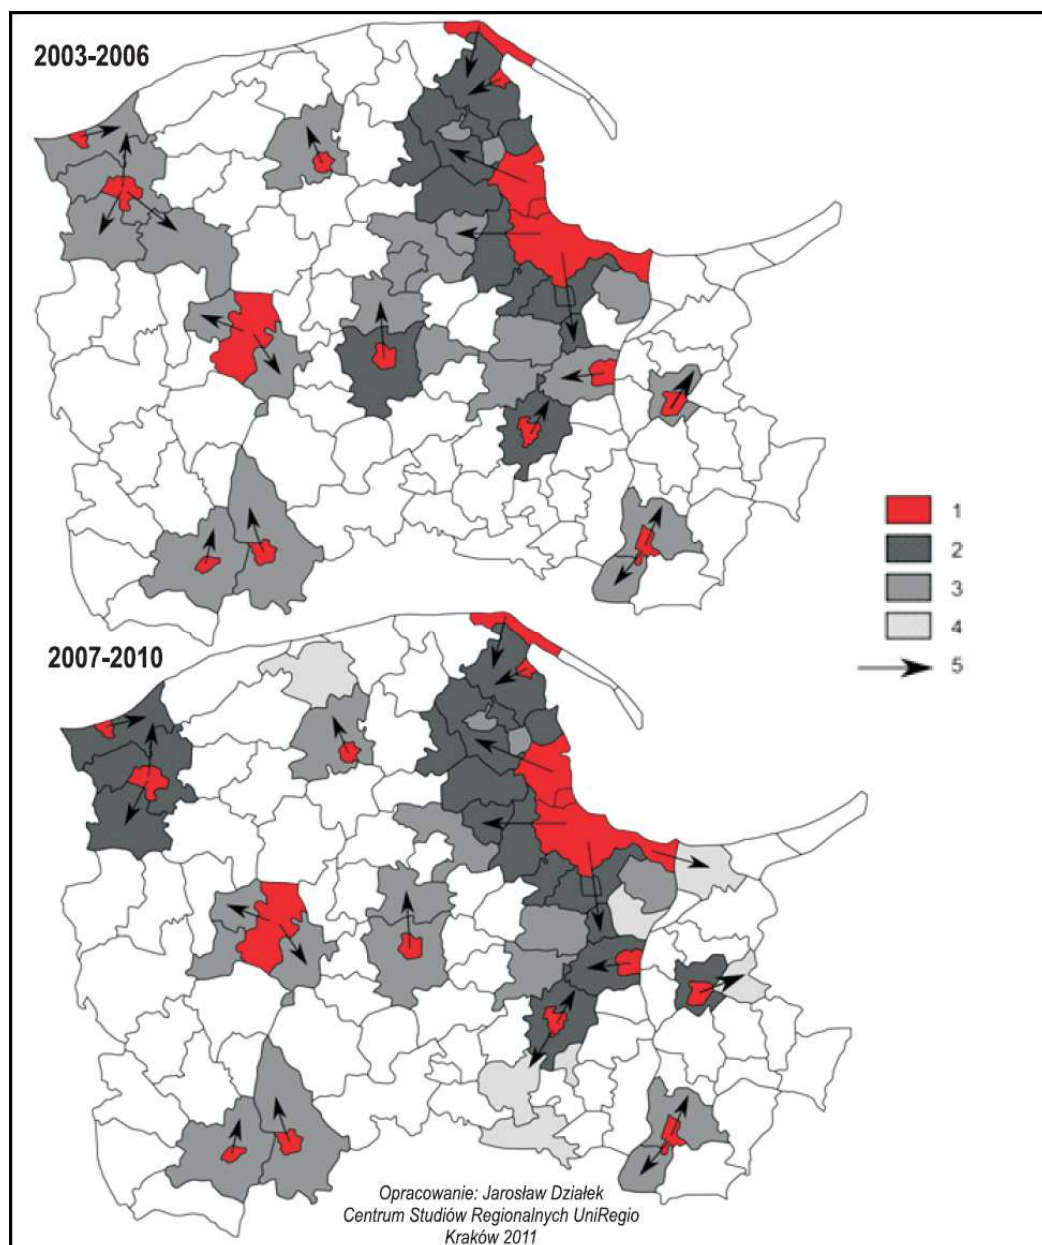 2003-2006
1
2
3
4
5
2007-2010
Opracowanie: Jarosław Działek
Centrum Studiów Regionalnych UniRegio
Kraków 2011